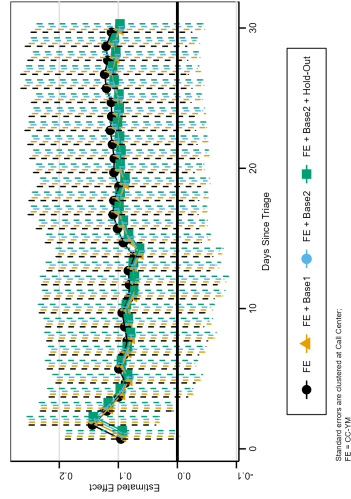 Estimated Effect
0.2
0.1
0.0
-0.1
0
10
20
30
Days Since Triage
FE
FE + Base1
FE + Base2
FE + Base2 + Hold-Out
Standard errors are clustered at Call Center.
FE = CC-YM